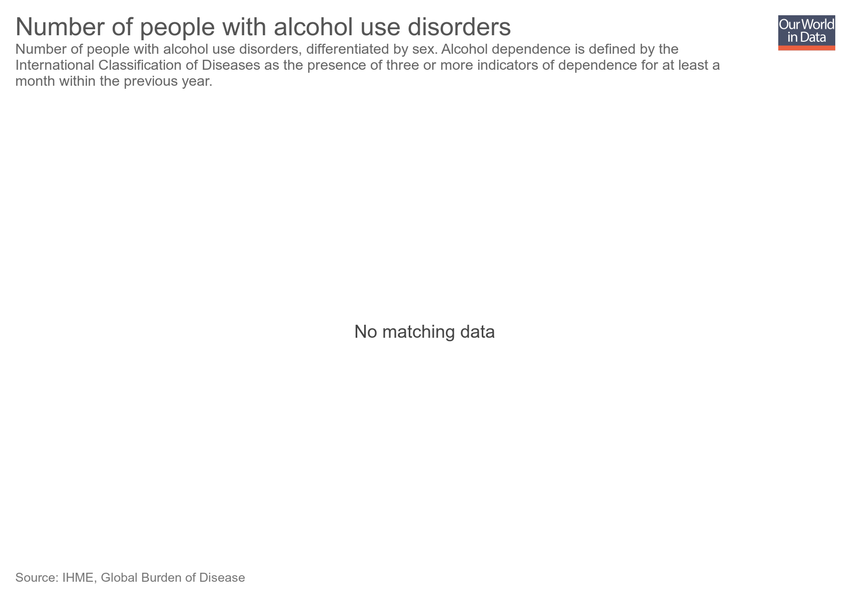 Number of people with alcohol use disorders
Our World
in Data
Number of people with alcohol use disorders, differentiated by sex. Alcohol dependence is defined by the
International Classification of Diseases as the presence of three or more indicators of dependence for at least a
month within the previous year.
No matching data
Source: IHME, Global Burden of Disease